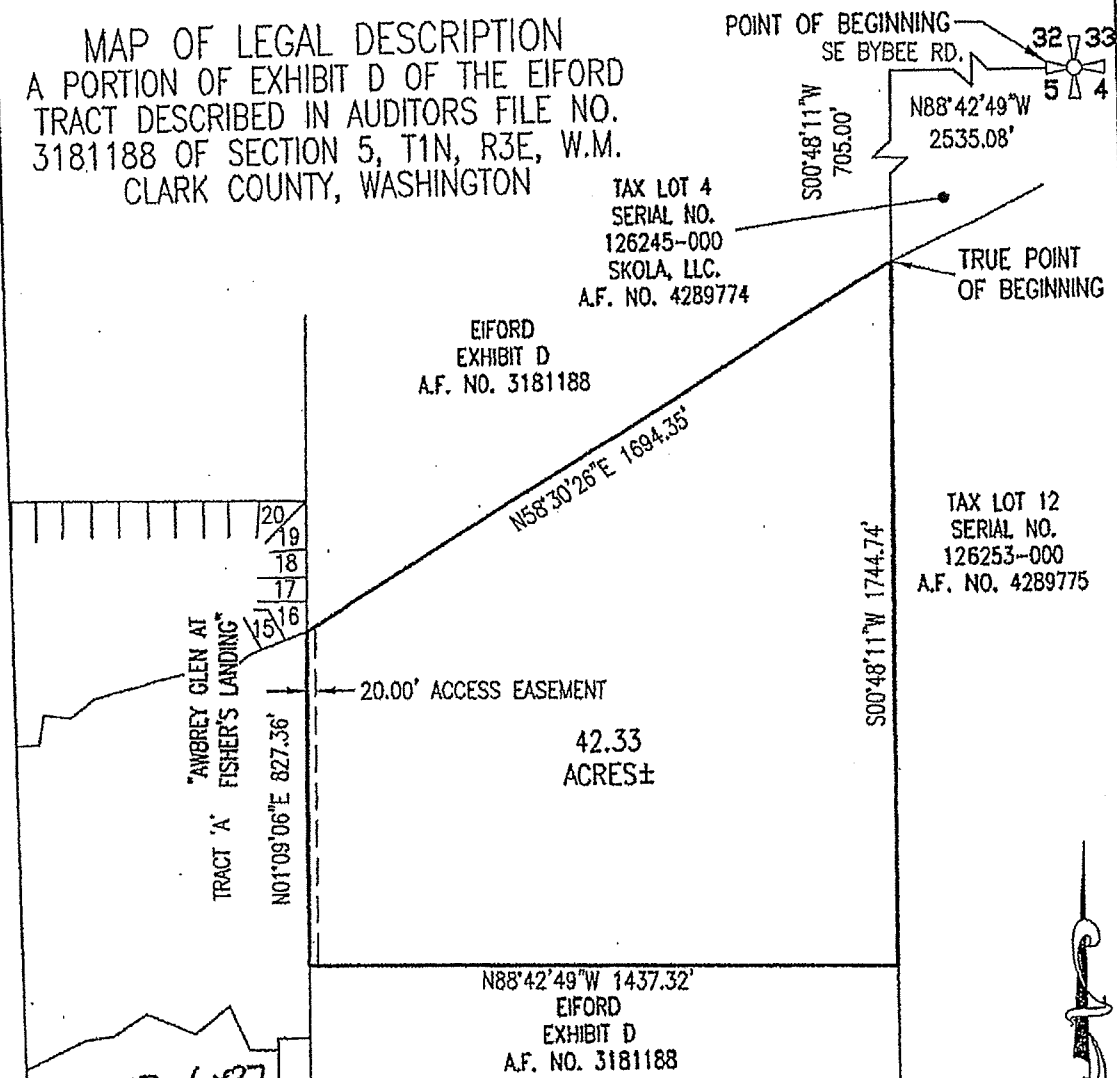 MAP OF LEGAL DESCRIPTION
A PORTION OF EXHIBIT D OF THE EIFORD
TRACT DESCRIBED IN AUDITORS FILE NO.
3181188 OF SECTION 5, T1N, R3E, W.M.
CLARK COUNTY, WASHINGTON
POINT OF BEGINNING
SE BYBEE RD.
32 33
5 4
N88°42'49"W
2535.08'
S00°48'11"W
705.00'
TAX LOT 4
SERIAL NO.
126245-000
SKOLA, LLC.
A.F. NO. 4289774
TRUE POINT
OF BEGINNING
EIFORD
EXHIBIT D
A.F. NO. 3181188
N58°30'26"E 1694.35'
TAX LOT 12
SERIAL NO.
126253-000
A.F. NO. 4289775
S00°48'11"W 1744.74'
20
19
18
17
16
15
"AWBREY GLEN AT
FISHER'S LANDING"
TRACT 'A'
N01°09'06"E 827.36'
20.00' ACCESS EASEMENT
42.33
ACRES±
N88°42'49"W 1437.32'
EIFORD
EXHIBIT D
A.F. NO. 3181188